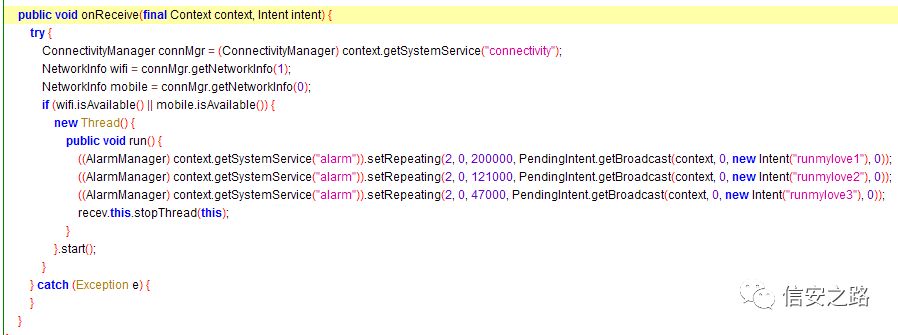 public void onReceive(final Context context, Intent intent) {
try {
ConnectivityManager connMgr = (ConnectivityManager) context.getSystemService("connectivity");
NetworkInfo wifi = connMgr.getNetworkInfo(1);
NetworkInfo mobile = connMgr.getNetworkInfo(0);
if (wifi.isAvailable() || mobile.isAvailable()) {
new Thread() {
public void run() {
((AlarmManager) context.getSystemService("alarm")).setRepeating(2, 0, 200000, PendingIntent.getBroadcast(context, 0, new Intent("runmylove1"), 0));
((AlarmManager) context.getSystemService("alarm")).setRepeating(2, 0, 121000, PendingIntent.getBroadcast(context, 0, new Intent("runmylove2"), 0));
((AlarmManager) context.getSystemService("alarm")).setRepeating(2, 0, 47000, PendingIntent.getBroadcast(context, 0, new Intent("runmylove3"), 0));
recev.this.stopThread(this);
}
}.start();
}
} catch (Exception e) {
}
}
信安之路